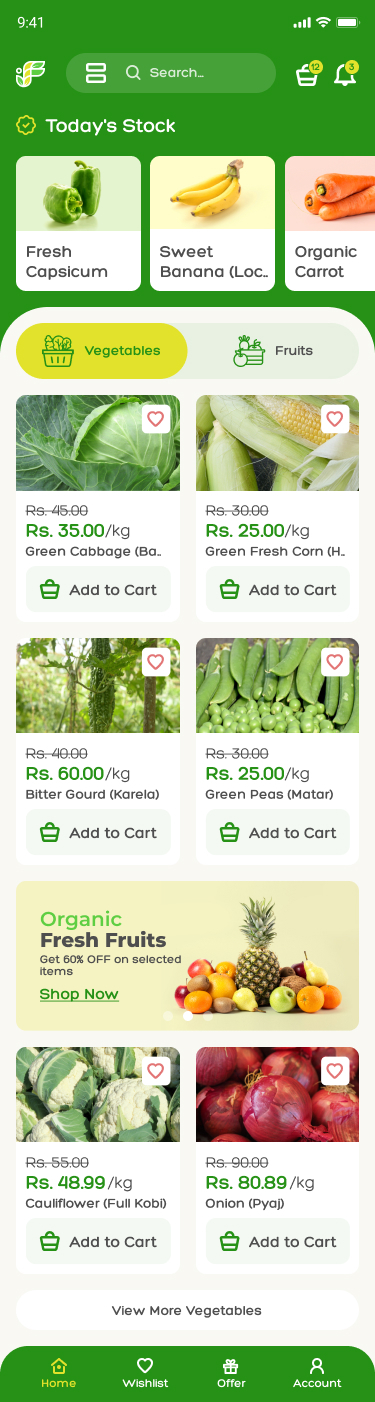 9:41
Search...
12
3
Today's Stock
Fresh
Capsicum
Sweet
Banana (Loc..
Organic
Carrot
Vegetables
Fruits
Rs. 45.00
Rs. 35.00/kg
Green Cabbage (Ba..
Add to Cart
Rs. 30.00
Rs. 25.00/kg
Green Fresh Corn (H..
Add to Cart
Rs. 40.00
Rs. 60.00/kg
Bitter Gourd (Karela)
Add to Cart
Rs. 30.00
Rs. 25.00/kg
Green Peas (Matar)
Add to Cart
Organic
Fresh Fruits
Get 60% OFF on selected
items
Shop Now
Rs. 55.00
Rs. 48.99/kg
Cauliflower (Full Kobi)
Add to Cart
Rs. 90.00
Rs. 80.89/kg
Onion (Pyaj)
Add to Cart
View More Vegetables
Home
Wishlist
Offer
Account